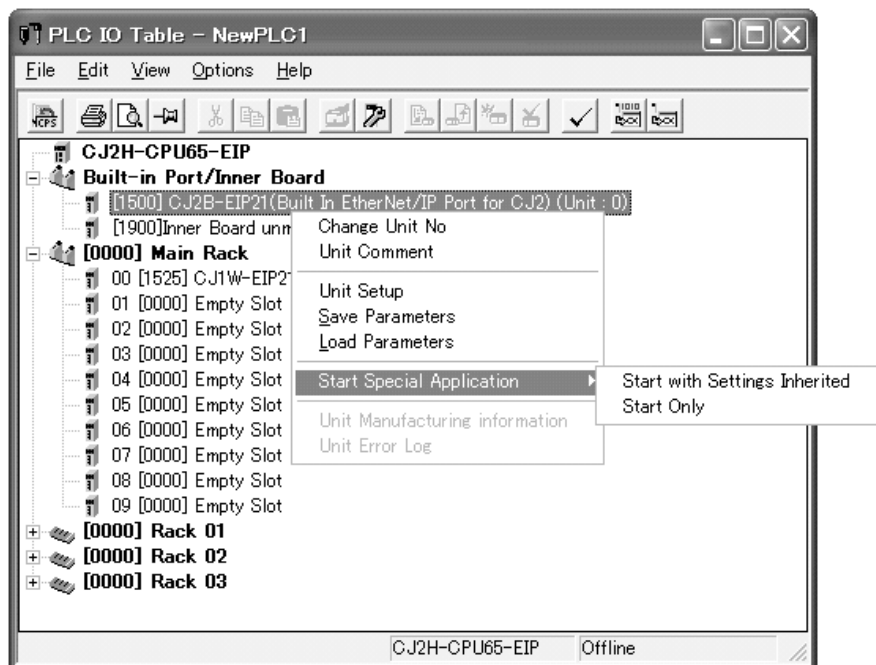 PLC IO Table - NewPLC1
File Edit View Options Help
CPS
CJ2H-CPU65-EIP
Built-in Port/Inner Board
[1500] CJ2B-EIP21(Built In EtherNet/IP Port for CJ2) (Unit : 0)
[1900]Inner Board unm
[0000] Main Rack
00 [1525] CJ1W-EIP2
01 [0000] Empty Slot
02 [0000] Empty Slot
03 [0000] Empty Slot
04 [0000] Empty Slot
05 [0000] Empty Slot
06 [0000] Empty Slot
07 [0000] Empty Slot
08 [0000] Empty Slot
09 [0000] Empty Slot
[0000] Rack 01
[0000] Rack 02
[0000] Rack 03
Change Unit No
Unit Comment
Unit Setup
Save Parameters
Load Parameters
Start Special Application
Unit Manufacturing information
Unit Error Log
Start with Settings Inherited
Start Only
CJ2H-CPU65-EIP
Offline